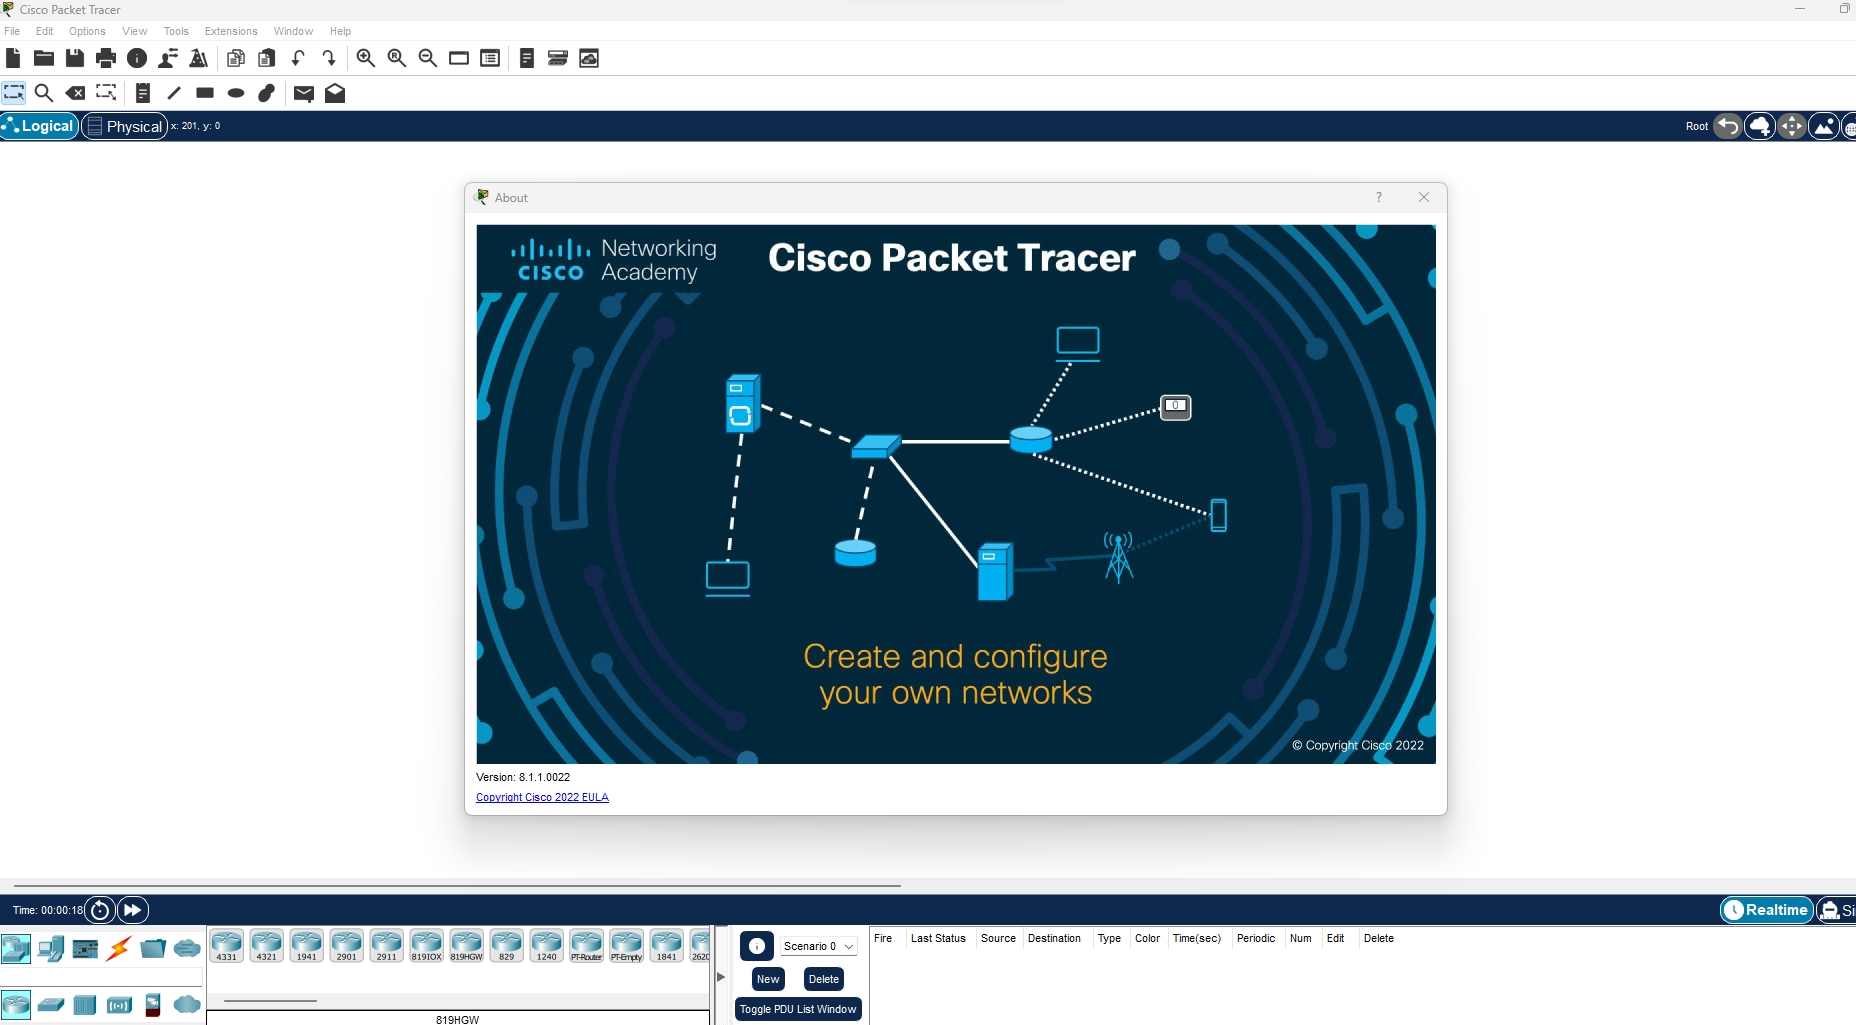 Cisco Packet Tracer
File Edit Options View Tools Extensions Window Help
Logical Physical x: 201, y: 0 Root
About ?
CISCO Networking Academy
Cisco Packet Tracer
0
Create and configure
your own networks
© Copyright Cisco 2022
Version: 8.1.1.0022
Copyright Cisco 2022 EULA
Time: 00:00:18 Realtime Si
4331 4321 1941 2901 2911 819IOX 819HGW 829 1240 PT-Router PT-Empty 1841 2620
Scenario 0 Fire Last Status Source Destination Type Color Time(sec) Periodic Num Edit Delete
New Delete
Toggle PDU List Window
819HGW